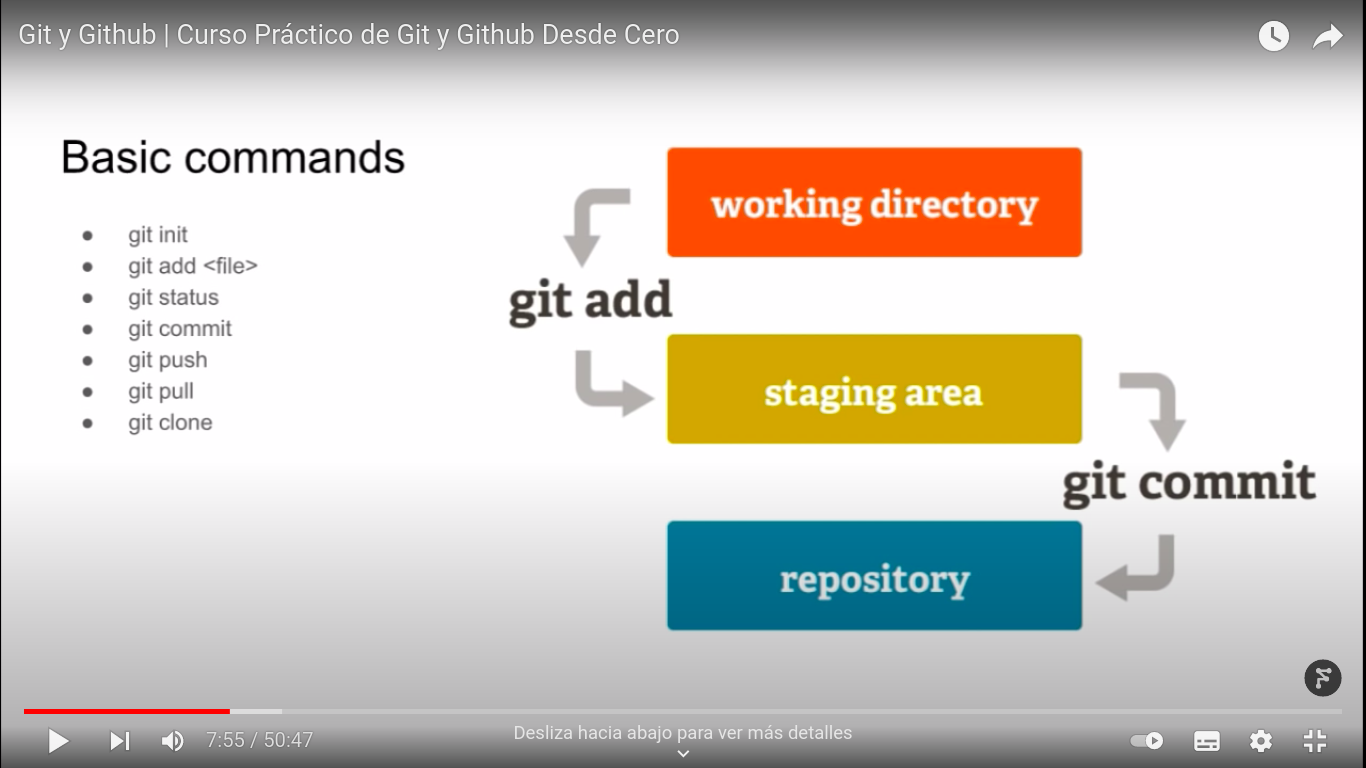 Git y Github | Curso Práctico de Git y Github Desde Cero
Basic commands
● git init
● git add <file>
● git status
● git commit
● git push
● git pull
● git clone
working directory
git add
staging area
git commit
repository
7:55 / 50:47
Desliza hacia abajo para ver más detalles